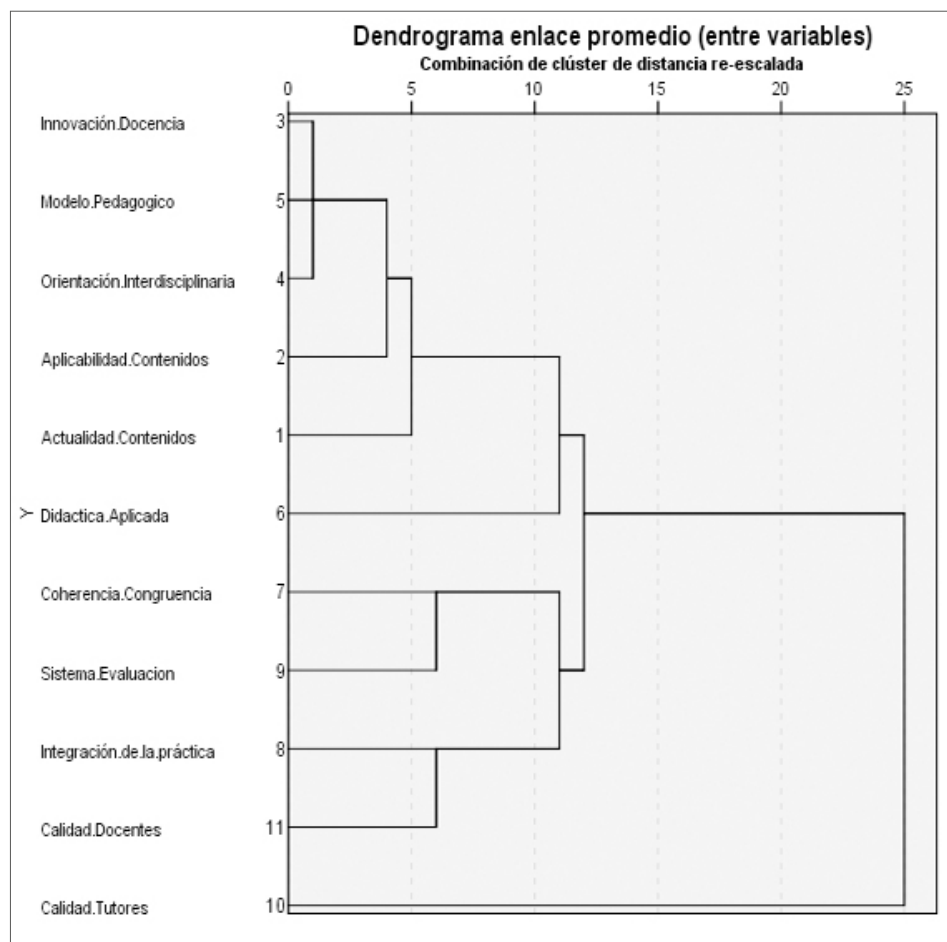 Dendrograma enlace promedio (entre variables)
Combinación de clúster de distancia re-escalada
0 5 10 15 20 25
Innovación.Docencia 3
Modelo.Pedagogico 5
Orientación.Interdisciplinaria 4
Aplicabilidad.Contenidos 2
Actualidad.Contenidos 1
Y Didactica.Aplicada 6
Coherencia.Congruencia 7
Sistema.Evaluacion 9
Integración.de.la.práctica 8
Calidad.Docentes 11
Calidad.Tutores 10